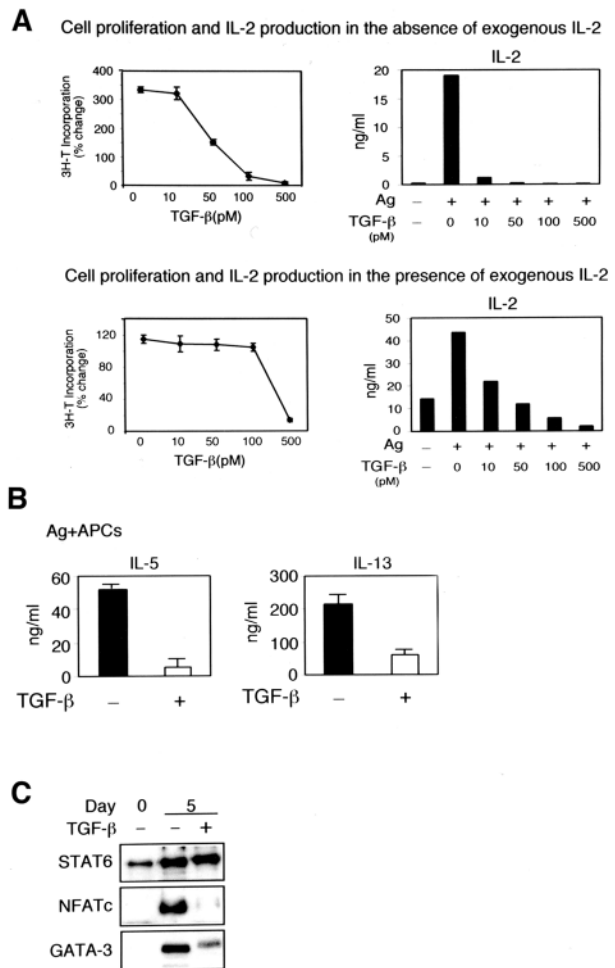 A
Cell proliferation and IL-2 production in the absence of exogenous IL-2
3H-T Incorporation
(% change)
400
300
200
100
0
0 10 50 100 500
TGF-β(pM)
IL-2
ng/ml
20
15
10
5
0
Ag – + + + + +
TGF-β – 0 10 50 100 500
(pM)
Cell proliferation and IL-2 production in the presence of exogenous IL-2
3H-T Incorporation
(% change)
120
80
40
0
0 10 50 100 500
TGF-β(pM)
IL-2
ng/ml
50
40
30
20
10
0
Ag – + + + + +
TGF-β – 0 10 50 100 500
(pM)
B
Ag+APCs
IL-5
ng/ml
60
40
20
0
TGF-β – +
IL-13
ng/ml
300
200
100
0
TGF-β – +
C
Day 0 5
TGF-β – – +
STAT6
NFATc
GATA-3